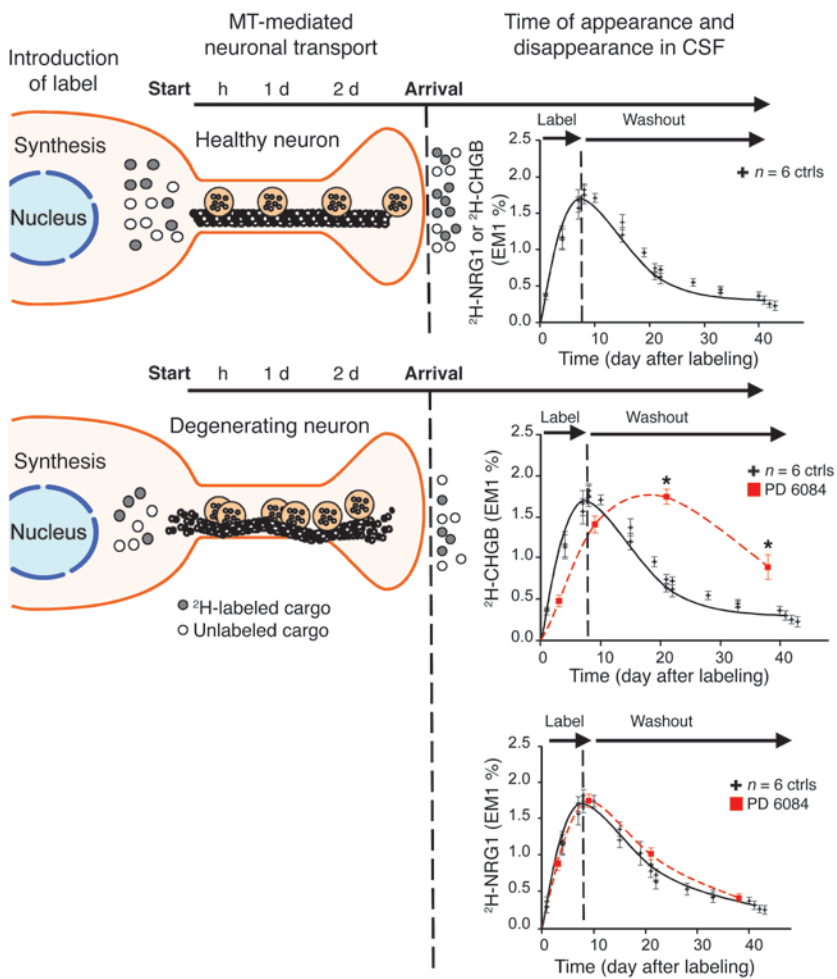 Introduction
of label
MT-mediated
neuronal transport
Time of appearance and
disappearance in CSF
Start h 1 d 2 d Arrival
Synthesis
Nucleus
Healthy neuron
Label Washout
²H-NRG1 or ²H-CHGB
(EM1 %)
2.5
2.0
1.5
1.0
0.5
0.0
n = 6 ctrls
0 10 20 30 40
Time (day after labeling)
Start h 1 d 2 d Arrival
Synthesis
Nucleus
Degenerating neuron
²H-labeled cargo
Unlabeled cargo
Label Washout
²H-CHGB (EM1 %)
2.5
2.0
1.5
1.0
0.5
0.0
n = 6 ctrls
PD 6084
*
*
0 10 20 30 40
Time (day after labeling)
Label Washout
²H-NRG1 (EM1 %)
2.5
2.0
1.5
1.0
0.5
0.0
n = 6 ctrls
PD 6084
0 10 20 30 40
Time (day after labeling)